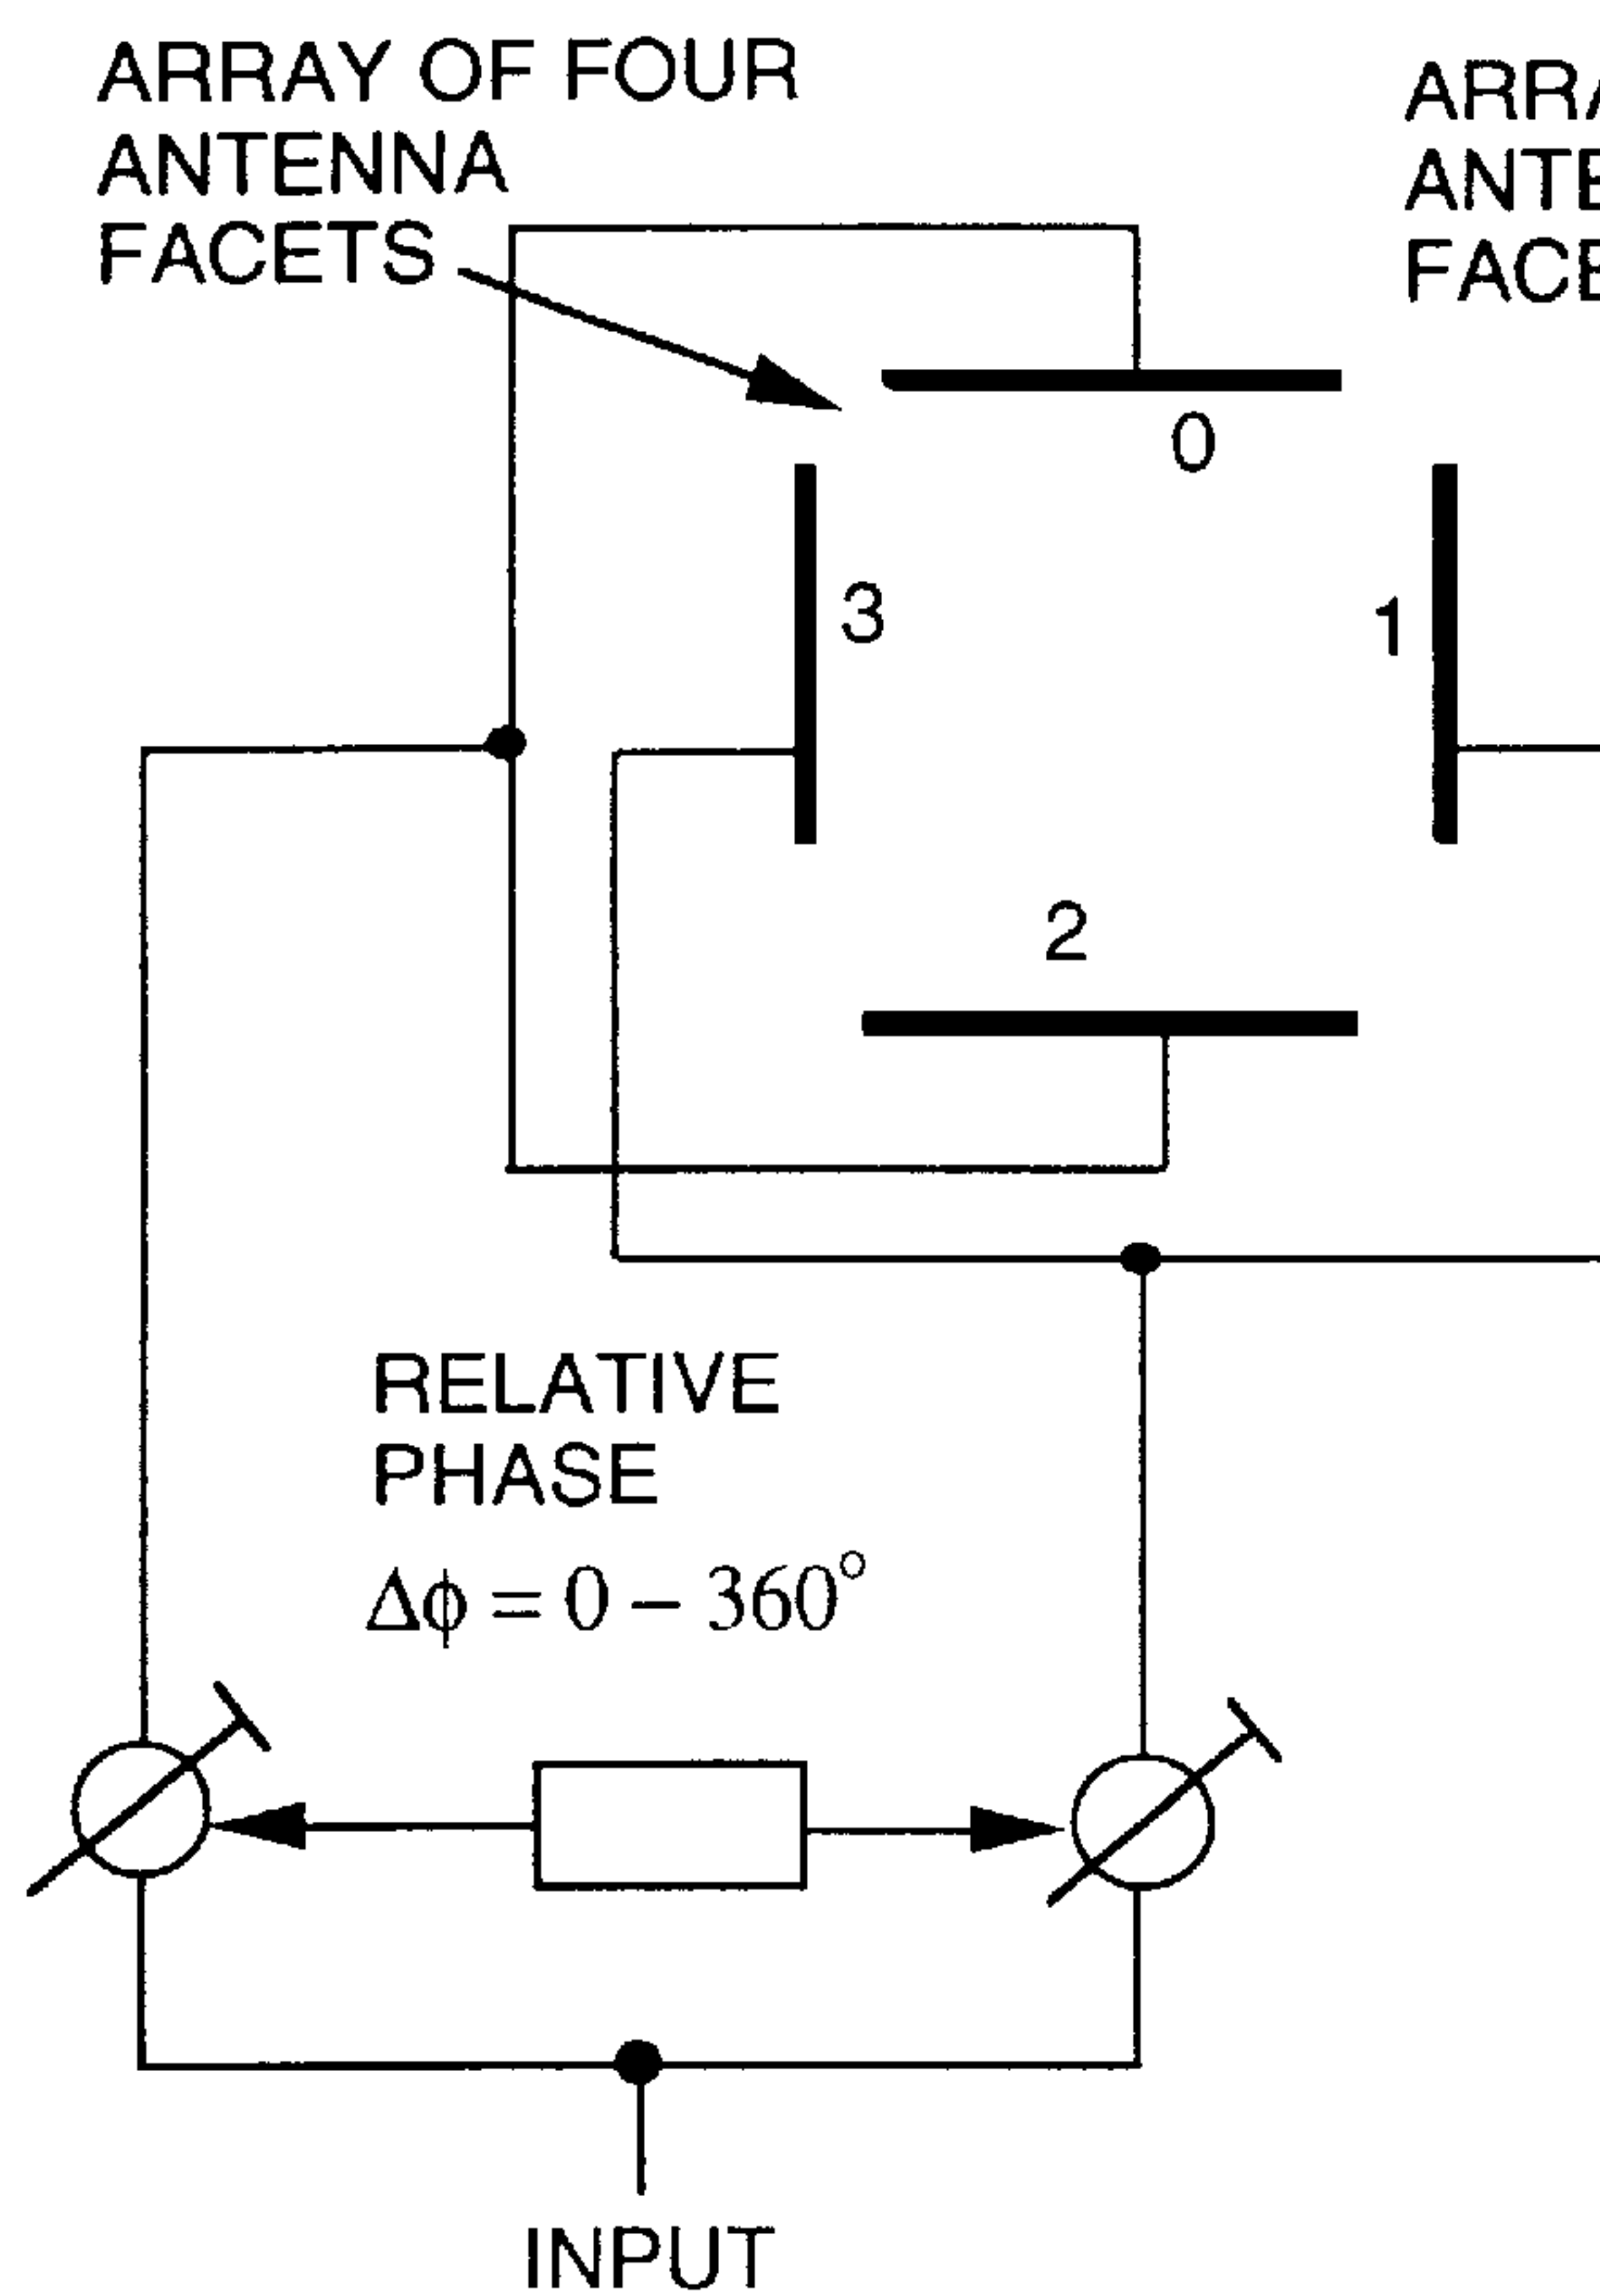 ARRAY OF FOUR
ANTENNA
FACETS
0
3
1
2
RELATIVE
PHASE
Δϕ = 0 – 360°
INPUT